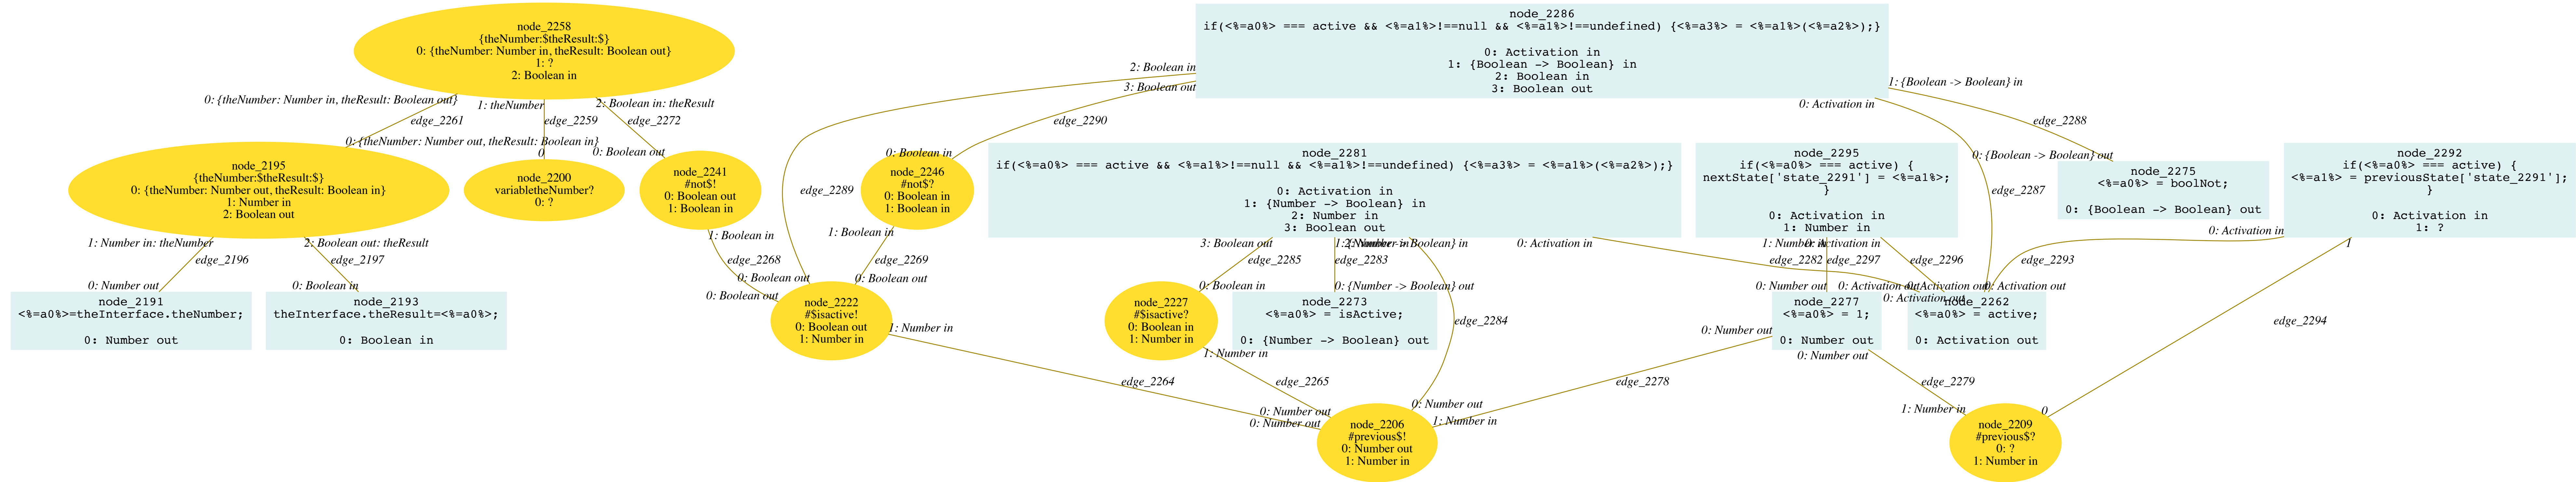 node_2258
{theNumber:$theResult:$}
0: {theNumber: Number in, theResult: Boolean out}
1: ?
2: Boolean in
node_2286
if(<%=a0%> === active && <%=a1%>!==null && <%=a1%>!==undefined) {<%=a3%> = <%=a1%>(<%=a2%>);}
0: Activation in
1: {Boolean -> Boolean} in
2: Boolean in
3: Boolean out
2: Boolean in
3: Boolean out
1: {Boolean -> Boolean} in
0: Activation in
0: {theNumber: Number in, theResult: Boolean out}
1: theNumber
2: Boolean in: theResult
edge_2261
edge_2259
edge_2272
edge_2290
edge_2288
0: {theNumber: Number out, theResult: Boolean in}
0
0: Boolean out
0: Boolean in
0: {Boolean -> Boolean} out
node_2195
{theNumber:$theResult:$}
0: {theNumber: Number out, theResult: Boolean in}
1: Number in
2: Boolean out
node_2200
variabletheNumber?
0: ?
node_2241
#not$!
0: Boolean out
1: Boolean in
edge_2289
node_2246
#not$?
0: Boolean in
1: Boolean in
node_2281
if(<%=a0%> === active && <%=a1%>!==null && <%=a1%>!==undefined) {<%=a3%> = <%=a1%>(<%=a2%>);}
0: Activation in
1: {Number -> Boolean} in
2: Number in
3: Boolean out
node_2295
if(<%=a0%> === active) {
nextState['state_2291'] = <%=a1%>;
}
0: Activation in
1: Number in
edge_2287
node_2275
<%=a0%> = boolNot;
0: {Boolean -> Boolean} out
node_2292
if(<%=a0%> === active) {
<%=a1%> = previousState['state_2291'];
}
0: Activation in
1: ?
1: Number in: theNumber
2: Boolean out: theResult
1: Boolean in
1: Boolean in
3: Boolean out
1: {Number -> Boolean} in
2: Number in
0: Activation in
1: Number in
0: Activation in
0: Activation in
1
edge_2196
edge_2197
edge_2268
edge_2269
edge_2285
edge_2283
edge_2282
edge_2297
edge_2296
edge_2293
0: Number out
0: Boolean in
0: Boolean out
0: Boolean out
0: Boolean out
0: Boolean in
0: {Number -> Boolean} out
0: Number out
0: Activation out
0: Activation out
0: Activation out
0: Activation out
node_2191
<%=a0%>=theInterface.theNumber;
0: Number out
node_2193
theInterface.theResult=<%=a0%>;
0: Boolean in
node_2222
#$isactive!
0: Boolean out
1: Number in
1: Number in
node_2227
#$isactive?
0: Boolean in
1: Number in
node_2273
<%=a0%> = isActive;
0: {Number -> Boolean} out
edge_2284
node_2277
<%=a0%> = 1;
0: Number out
node_2262
<%=a0%> = active;
0: Activation out
edge_2294
0: Number out
1: Number in
0: Number out
edge_2264
edge_2265
edge_2278
edge_2279
0: Number out
0: Number out
0: Number out
1: Number in
1: Number in
0
node_2206
#previous$!
0: Number out
1: Number in
node_2209
#previous$?
0: ?
1: Number in